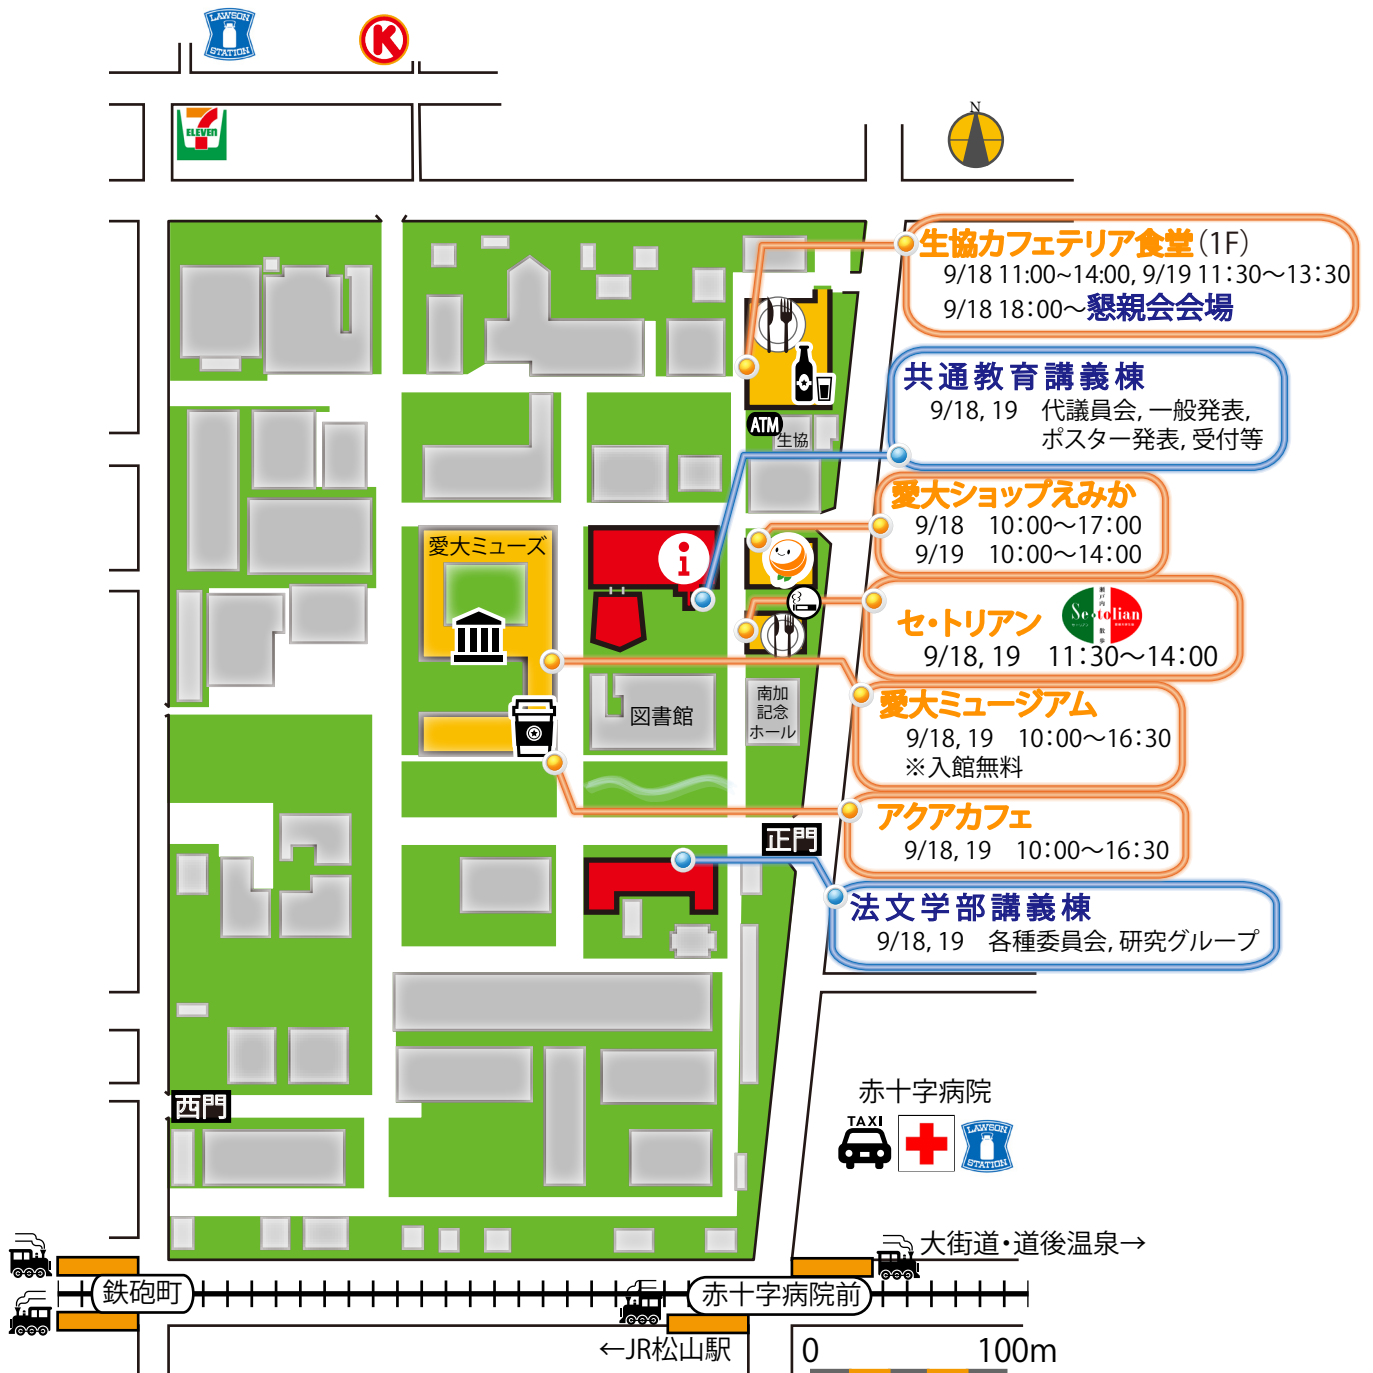 LAWSON
STATION
K
7
ELEVEN
N
生協カフェテリア食堂(1F)
9/18 11:00~14:00, 9/19 11:30〜13:30
9/18 18:00〜懇親会会場
共通教育講義棟
9/18, 19 代議員会, 一般発表,
ポスター発表, 受付等
ATM
生協
愛大ショップえみか
9/18 10:00〜17:00
9/19 10:00〜14:00
愛大ミューズ
i
セ・トリアン
Se•tolian
瀬戸内
散歩
9/18, 19 11:30〜14:00
図書館
南加
記念
ホール
愛大ミュージアム
9/18, 19 10:00〜16:30
※入館無料
アクアカフェ
9/18, 19 10:00〜16:30
正門
法文学部講義棟
9/18, 19 各種委員会, 研究グループ
西門
赤十字病院
TAXI
LAWSON
STATION
大街道・道後温泉→
鉄砲町
赤十字病院前
←JR松山駅
0 100m